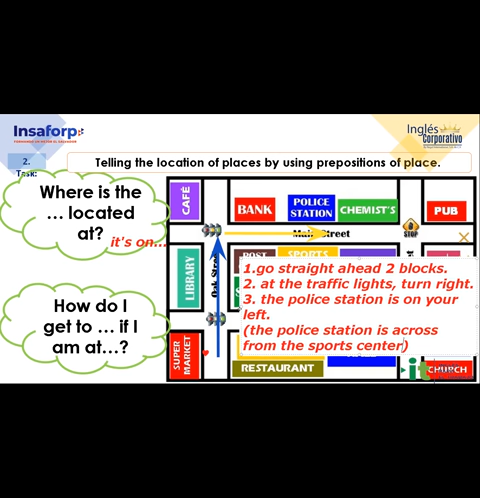 Insaforp
Inglés
Corporativo
2.
Task:
Telling the location of places by using prepositions of place.
Where is the
... located
at?
it's on...
How do I
get to ... if I
am at...?
CAFÉ
BANK
POLICE
STATION
CHEMIST'S
STOP
PUB
Main Street
LIBRARY
POST
SPORTS
1.go straight ahead 2 blocks.
2. at the traffic lights, turn right.
3. the police station is on your
left.
(the police station is across
from the sports center)
SUPER
MARKET
RESTAURANT
CHURCH